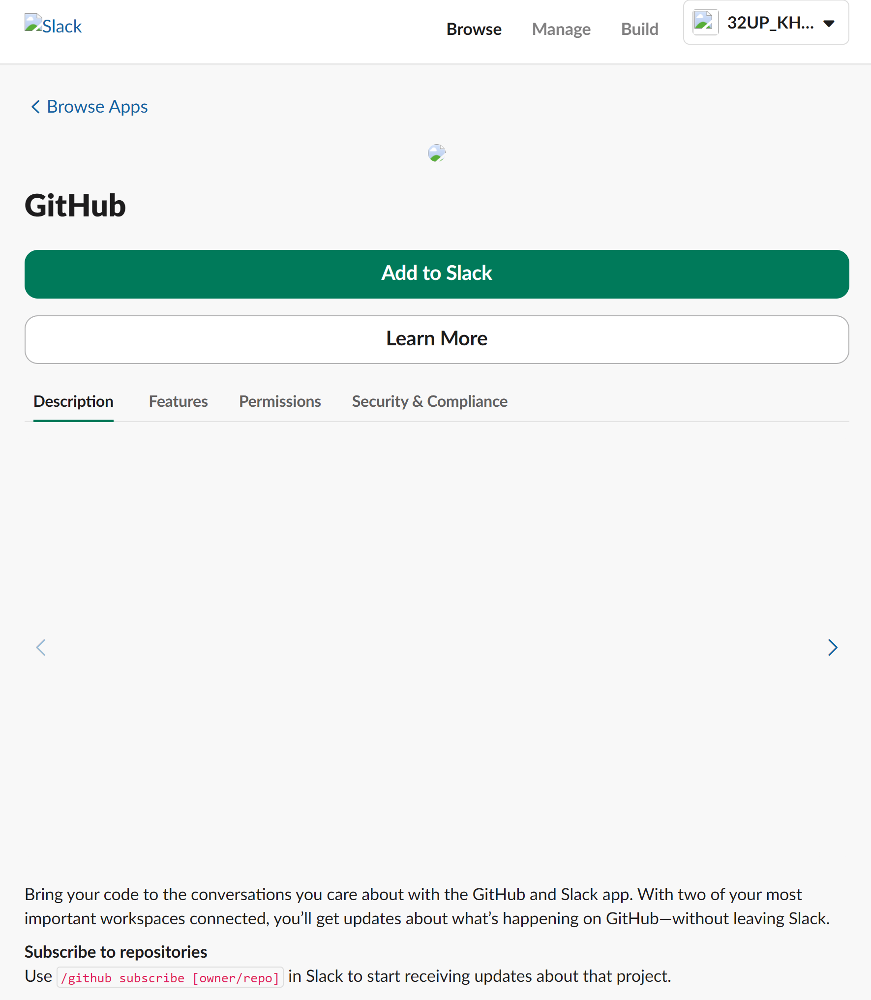 Slack
Browse
Manage
Build
32UP_KH...
Browse Apps
GitHub
Add to Slack
Learn More
Description
Features
Permissions
Security & Compliance
Bring your code to the conversations you care about with the GitHub and Slack app. With two of your most
important workspaces connected, you’ll get updates about what’s happening on GitHub—without leaving Slack.
Subscribe to repositories
Use /github subscribe [owner/repo] in Slack to start receiving updates about that project.